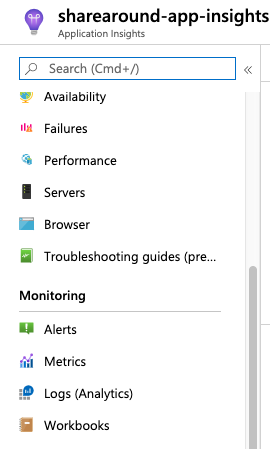 sharearound-app-insights
Application Insights
Search (Cmd+/)
«
Availability
Failures
Performance
Servers
Browser
Troubleshooting guides (pre...
Monitoring
Alerts
Metrics
Logs (Analytics)
Workbooks